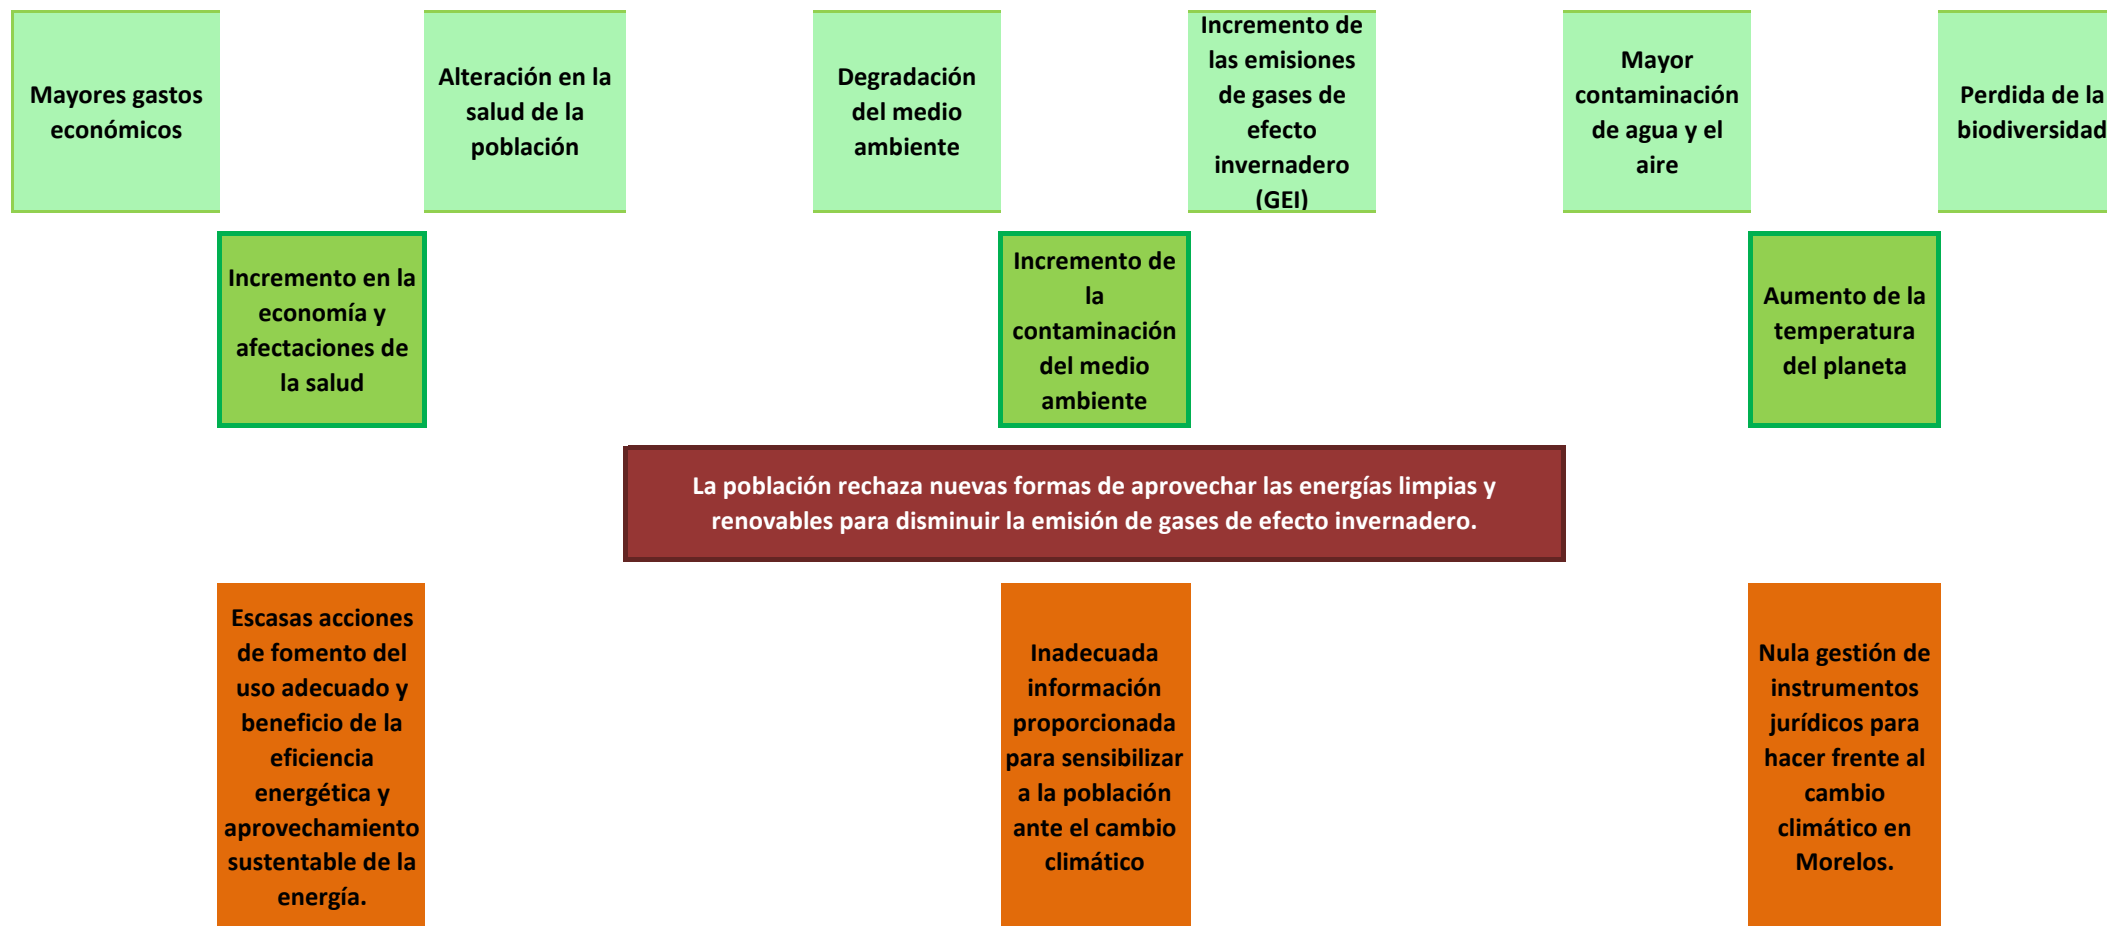 Mayores gastos
económicos
Alteración en la
salud de la
población
Degradación
del medio
ambiente
Incremento de
las emisiones
de gases de
efecto
invernadero
(GEI)
Mayor
contaminación
de agua y el
aire
Perdida de la
biodiversidad
Incremento en la
economía y
afectaciones de
la salud
Incremento de
la
contaminación
del medio
ambiente
Aumento de la
temperatura
del planeta
La población rechaza nuevas formas de aprovechar las energías limpias y
renovables para disminuir la emisión de gases de efecto invernadero.
Escasas acciones
de fomento del
uso adecuado y
beneficio de la
eficiencia
energética y
aprovechamiento
sustentable de la
energía.
Inadecuada
información
proporcionada
para sensibilizar
a la población
ante el cambio
climático
Nula gestión de
instrumentos
jurídicos para
hacer frente al
cambio
climático en
Morelos.